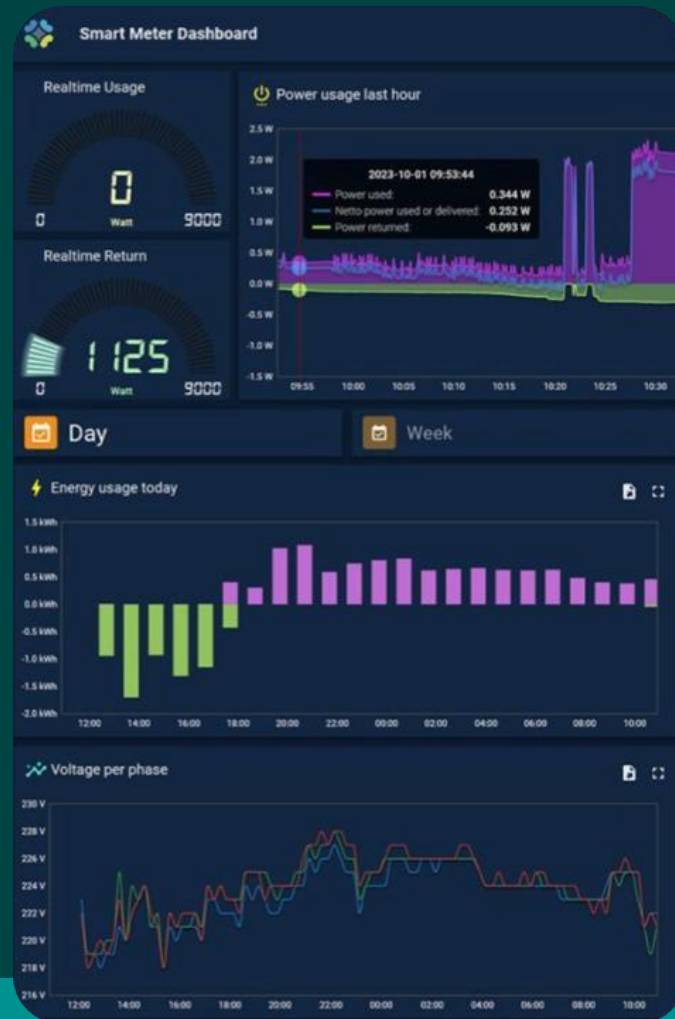 Smart Meter Dashboard
Realtime Usage
0
0
Watt
9000
Realtime Return
1125
0
Watt
9000
Power usage last hour
2.5 W
2.0 W
1.5 W
1.0 W
0.5 W
0.0 W
-0.5 W
-1.0 W
-1.5 W
2023-10-01 09:53:44
Power used: 0.344 W
Netto power used or delivered: 0.252 W
Power returned: -0.093 W
09:55 10:00 10:05 10:10 10:15 10:20 10:25 10:30
Day
Week
Energy usage today
1.5 kWh
1.0 kWh
0.5 kWh
0.0 kWh
-0.5 kWh
-1.0 kWh
-1.5 kWh
-2.0 kWh
12:00 14:00 16:00 18:00 20:00 22:00 00:00 02:00 04:00 06:00 08:00 10:00
Voltage per phase
230 V
228 V
226 V
224 V
222 V
220 V
218 V
216 V
12:00 14:00 16:00 18:00 20:00 22:00 00:00 02:00 04:00 06:00 08:00 10:00